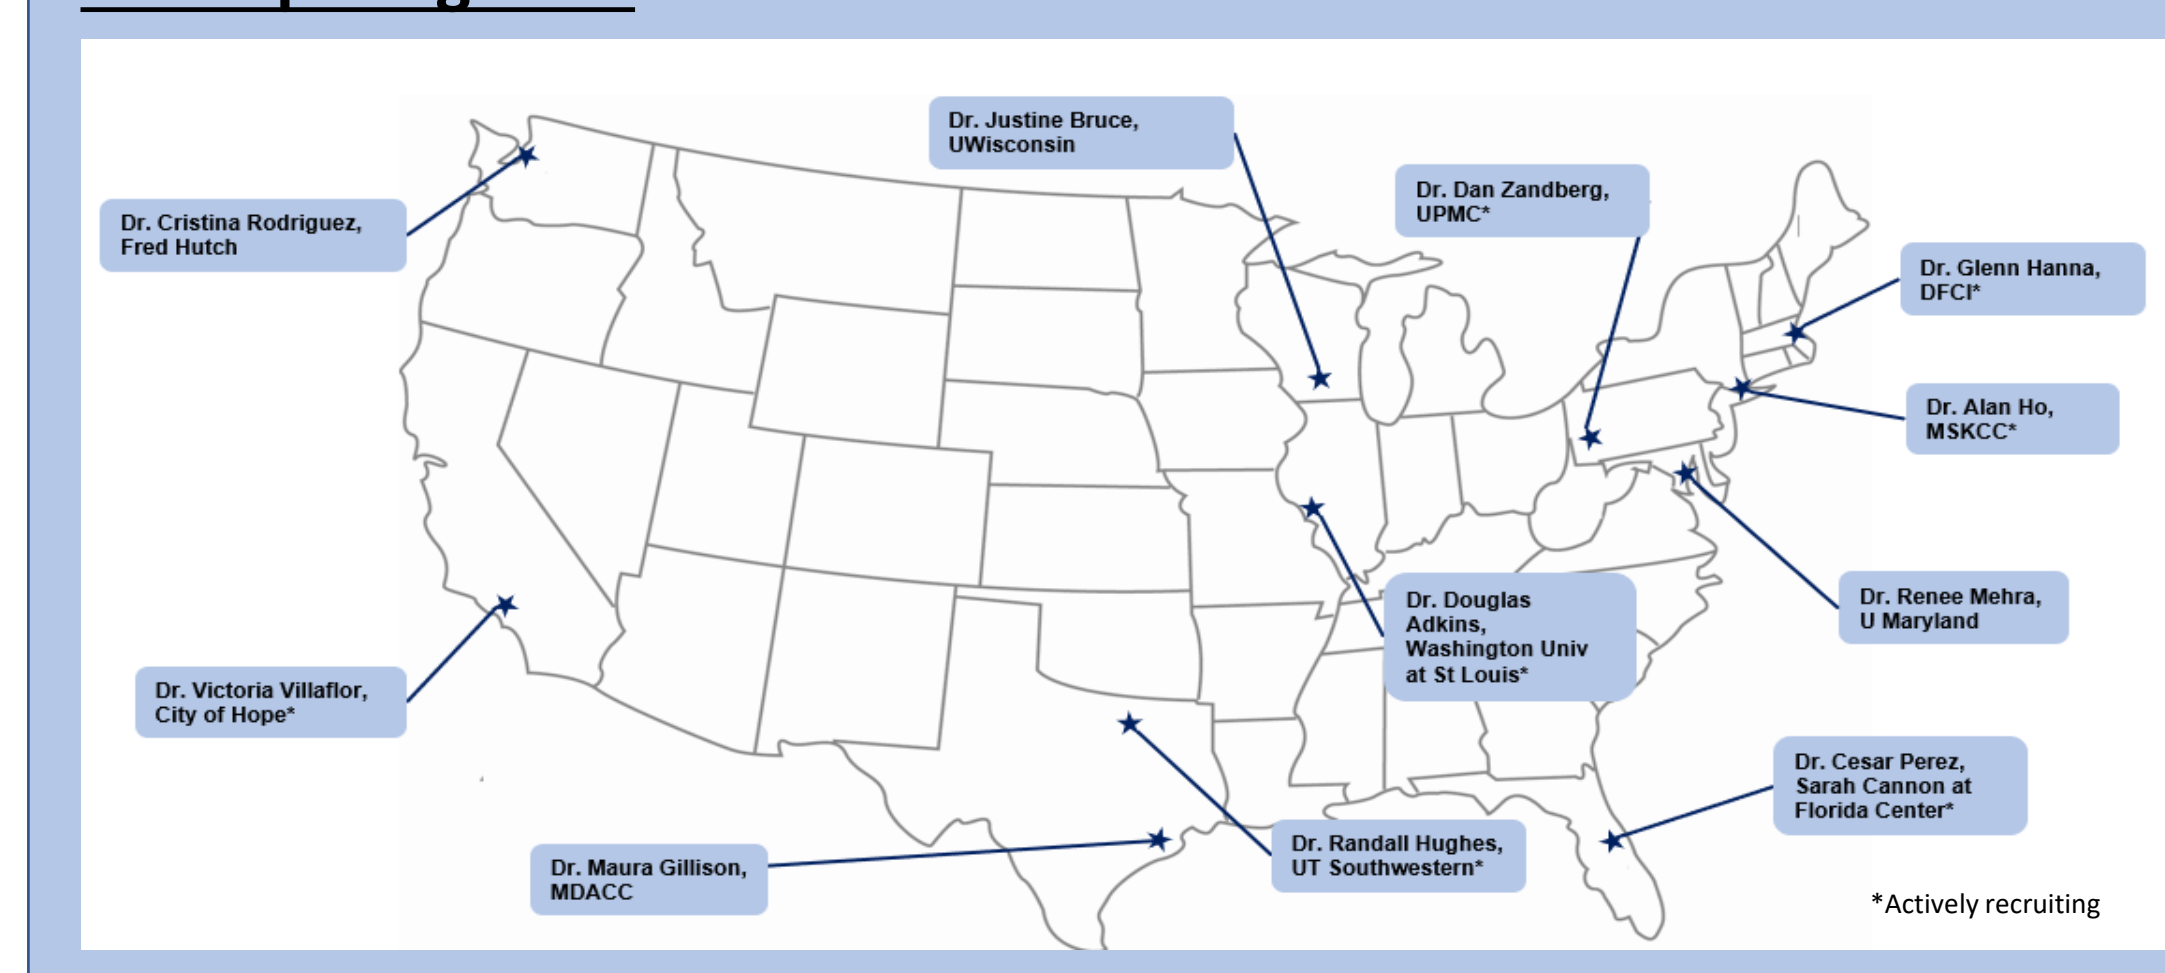 Dr. Justine Bruce,
UWisconsin
Dr. Dan Zandberg,
UPMC*
Dr. Cristina Rodriguez,
Fred Hutch
Dr. Glenn Hanna,
DFCI*
Dr. Alan Ho,
MSKCC*
Dr. Renee Mehra,
U Maryland
Dr. Douglas
Adkins,
Washington Univ
at St Louis*
Dr. Victoria Villaflor,
City of Hope*
Dr. Cesar Perez,
Sarah Cannon at
Florida Center*
Dr. Randall Hughes,
UT Southwestern*
Dr. Maura Gillison,
MDACC
*Actively recruiting